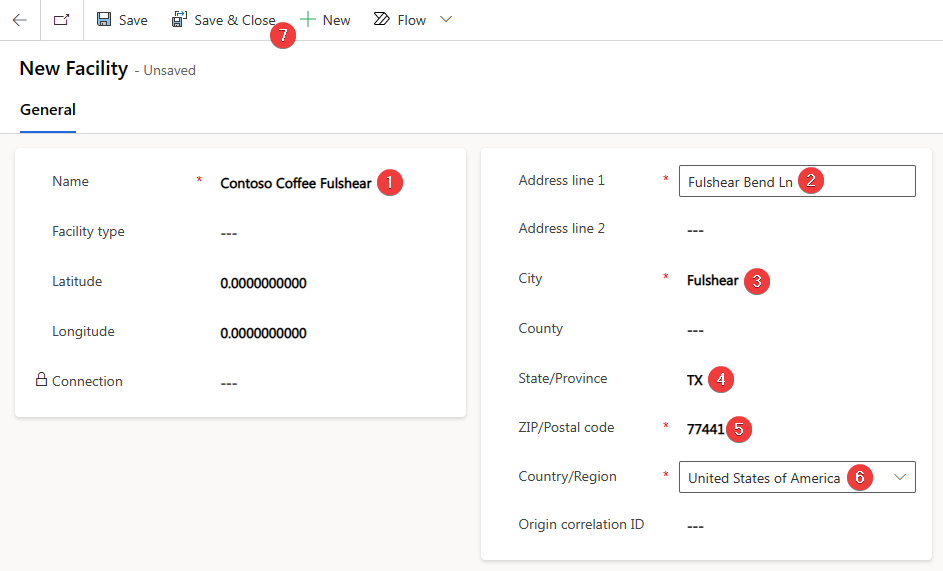 Save Save & Close New Flow
7
New Facility - Unsaved
General
Name * Contoso Coffee Fulshear 1
Facility type ---
Latitude 0.0000000000
Longitude 0.0000000000
Connection ---
Address line 1 * Fulshear Bend Ln 2
Address line 2 ---
City * Fulshear 3
County ---
State/Province TX 4
ZIP/Postal code * 77441 5
Country/Region * United States of America 6
Origin correlation ID ---